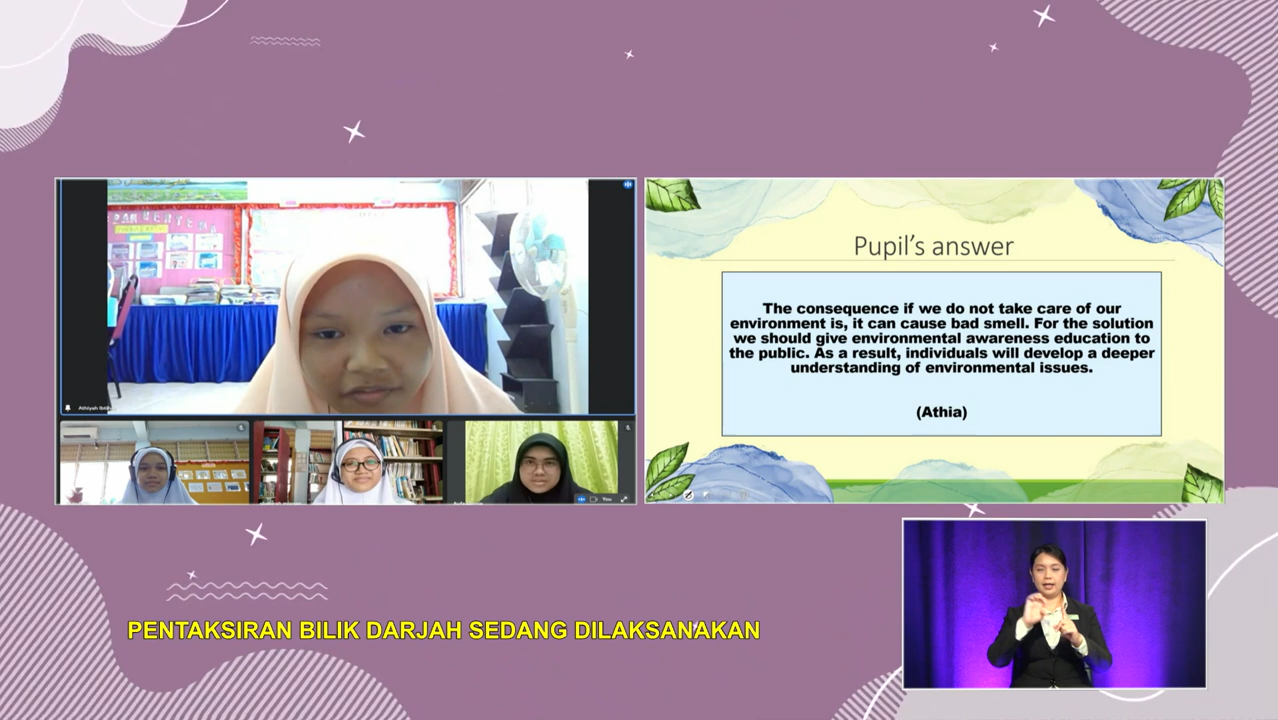 Pupil's answer
The consequence if we do not take care of our
environment is, it can cause bad smell. For the solution
we should give environmental awareness education to
the public. As a result, individuals will develop a deeper
understanding of environmental issues.
(Athia)
You
PENTAKSIRAN BILIK DARJAH SEDANG DILAKSANAKAN